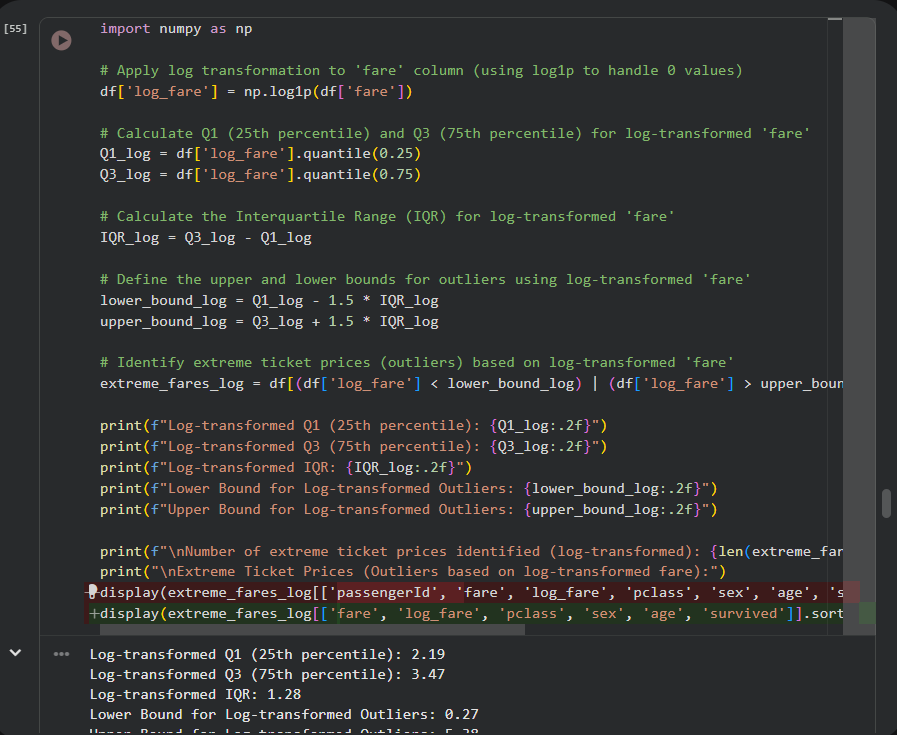 [55]
import numpy as np
# Apply log transformation to 'fare' column (using log1p to handle 0 values)
df['log_fare'] = np.log1p(df['fare'])
# Calculate Q1 (25th percentile) and Q3 (75th percentile) for log-transformed 'fare'
Q1_log = df['log_fare'].quantile(0.25)
Q3_log = df['log_fare'].quantile(0.75)
# Calculate the Interquartile Range (IQR) for log-transformed 'fare'
IQR_log = Q3_log - Q1_log
# Define the upper and lower bounds for outliers using log-transformed 'fare'
lower_bound_log = Q1_log - 1.5 * IQR_log
upper_bound_log = Q3_log + 1.5 * IQR_log
# Identify extreme ticket prices (outliers) based on log-transformed 'fare'
extreme_fares_log = df[(df['log_fare'] < lower_bound_log) | (df['log_fare'] > upper_boun
print(f"Log-transformed Q1 (25th percentile): {Q1_log:.2f}")
print(f"Log-transformed Q3 (75th percentile): {Q3_log:.2f}")
print(f"Log-transformed IQR: {IQR_log:.2f}")
print(f"Lower Bound for Log-transformed Outliers: {lower_bound_log:.2f}")
print(f"Upper Bound for Log-transformed Outliers: {upper_bound_log:.2f}")
print(f"\nNumber of extreme ticket prices identified (log-transformed): {len(extreme_far
print("\nExtreme Ticket Prices (Outliers based on log-transformed fare):")
display(extreme_fares_log[['passengerId', 'fare', 'log_fare', 'pclass', 'sex', 'age', 's
+display(extreme_fares_log[['fare', 'log_fare', 'pclass', 'sex', 'age', 'survived']].sort
Log-transformed Q1 (25th percentile): 2.19
Log-transformed Q3 (75th percentile): 3.47
Log-transformed IQR: 1.28
Lower Bound for Log-transformed Outliers: 0.27
Upper Bound for Log-transformed Outliers: 5.38